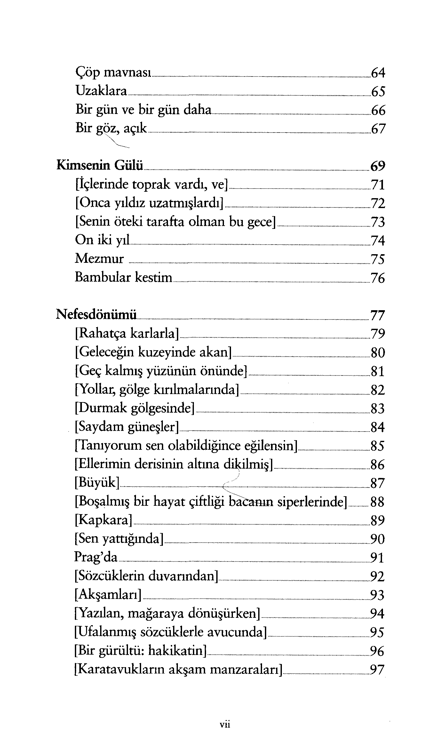 Çöp mavnası 64
Uzaklara 65
Bir gün ve bir gün daha 66
Bir göz, açık 67
Kimsenin Gülü 69
[İçlerinde toprak vardı, ve] 71
[Onca yıldız uzatmışlardı] 72
[Senin öteki tarafta olman bu gece] 73
On iki yıl 74
Mezmur 75
Bambular kestim 76
Nefesdönümü 77
[Rahatça karlarla] 79
[Geleceğin kuzeyinde akan] 80
[Geç kalmış yüzünün önünde] 81
[Yollar, gölge kırılmalarında] 82
[Durmak gölgesinde] 83
[Saydam güneşler] 84
[Tanıyorum sen olabildiğince eğilensin] 85
[Ellerimin derisinin altına dikilmiş] 86
[Büyük] 87
[Boşalmış bir hayat çiftliği bacanın siperlerinde] 88
[Kapkara] 89
[Sen yattığında] 90
Prag'da 91
[Sözcüklerin duvarından] 92
[Akşamları] 93
[Yazılan, mağaraya dönüşürken] 94
[Ufalanmış sözcüklerle avucunda] 95
[Bir gürültü: hakikatin] 96
[Karatavukların akşam manzaraları] 97
vii